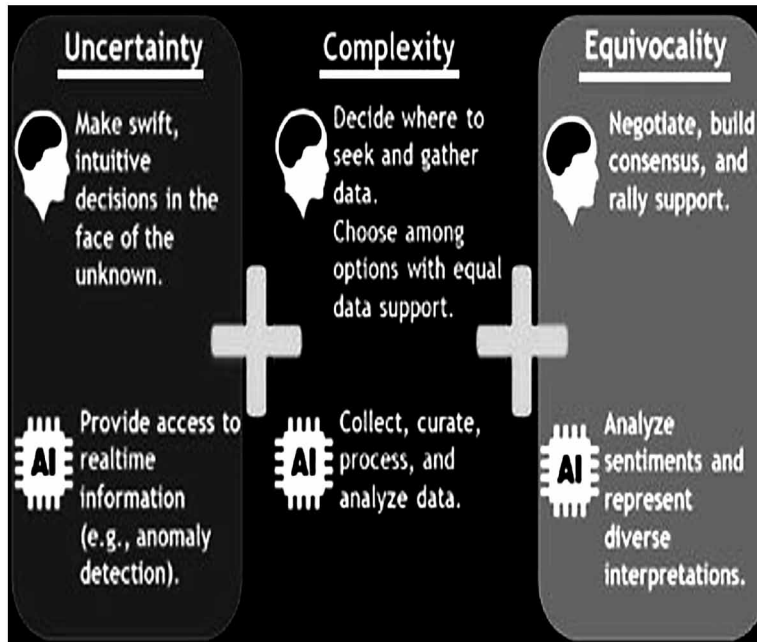 Uncertainty
Make swift,
intuitive
decisions in the
face of the
unknown.
AI
Provide access to
realtime
information
(e.g., anomaly
detection).
Complexity
Decide where to
seek and gather
data.
Choose among
options with equal
data support.
AI
Collect, curate,
process, and
analyze data.
Equivocality
Negotiate, build
consensus, and
rally support.
AI
Analyze
sentiments and
represent
diverse
interpretations.